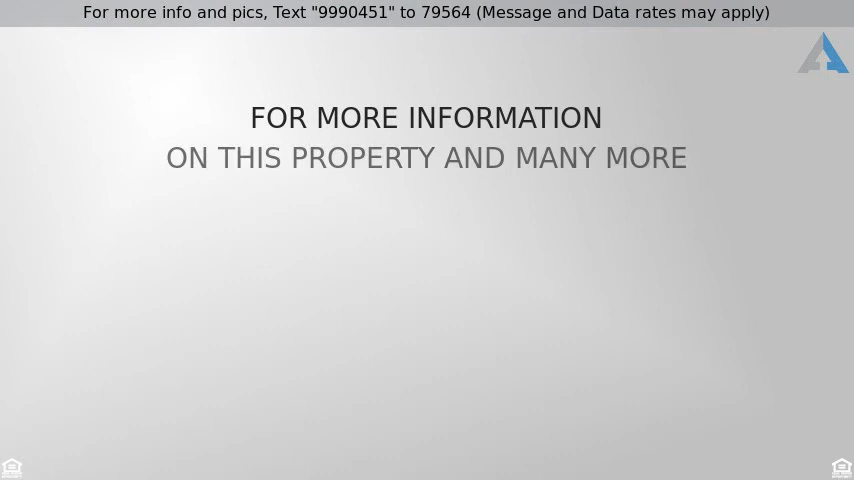 For more info and pics, Text "9990451" to 79564 (Message and Data rates may apply)
FOR MORE INFORMATION
ON THIS PROPERTY AND MANY MORE